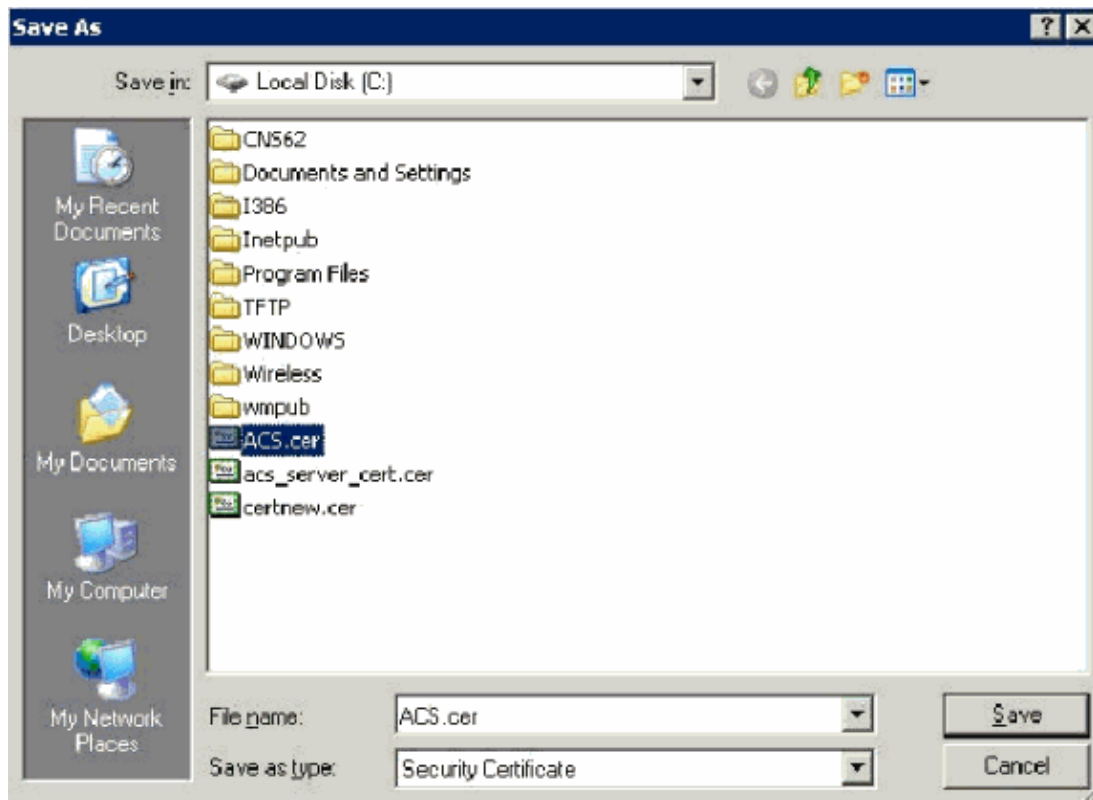 Save As
Save in: Local Disk (C:)
My Recent
Documents
Desktop
My Documents
My Computer
My Network
Places
CNS62
Documents and Settings
I386
Inetpub
Program Files
TFTP
WINDOWS
Wireless
wmpub
ACS.cer
acs_server_cert.cer
certnew.cer
File name: ACS.cer Save
Save as type: Security Certificate Cancel